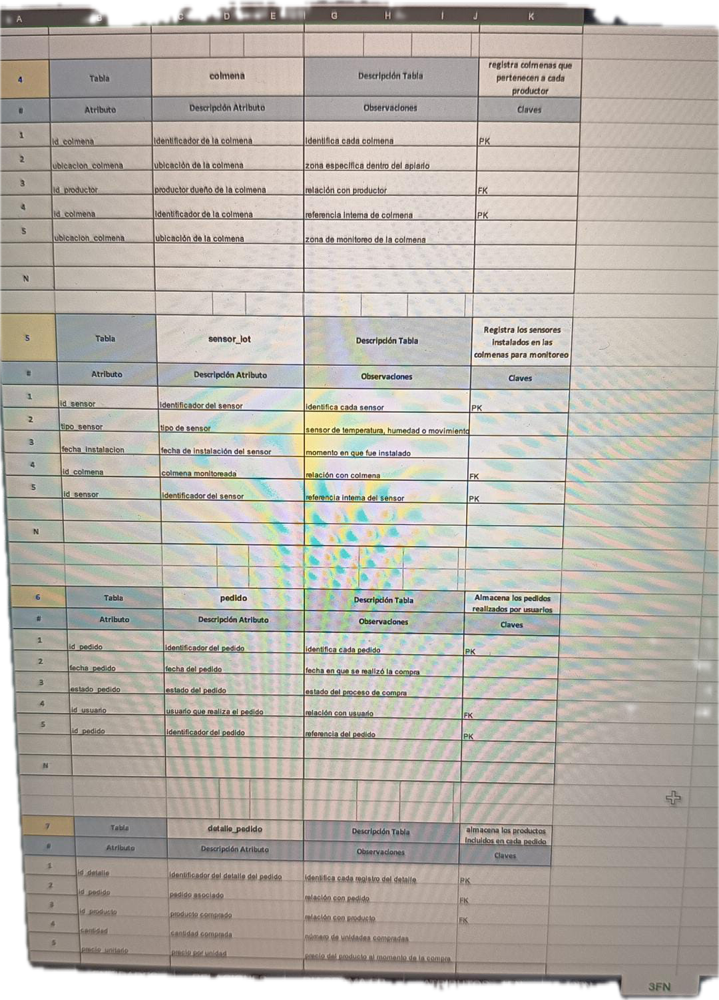 A B C D E G H I J K
4 Tabla colmena Descripción Tabla registra colmenas que
pertenecen a cada
productor
# Atributo Descripción Atributo Observaciones Claves
1 id_colmena identificador de la colmena identifica cada colmena PK
2 ubicacion_colmena ubicación de la colmena zona específica dentro del apiario
3 id_productor productor dueño de la colmena relación con productor FK
4 id_colmena identificador de la colmena referencia interna de colmena PK
5 ubicacion_colmena ubicación de la colmena zona de monitoreo de la colmena
N
5 Tabla sensor_iot Descripción Tabla Registra los sensores
instalados en las
colmenas para monitoreo
# Atributo Descripción Atributo Observaciones Claves
1 id_sensor identificador del sensor identifica cada sensor PK
2 tipo_sensor tipo de sensor sensor de temperatura, humedad o movimiento
3 fecha_instalacion fecha de instalación del sensor momento en que fue instalado
4 id_colmena colmena monitoreada relación con colmena FK
5 id_sensor identificador del sensor referencia interna del sensor PK
N
6 Tabla pedido Descripción Tabla Almacena los pedidos
realizados por usuarios
# Atributo Descripción Atributo Observaciones Claves
1 id_pedido identificador del pedido identifica cada pedido PK
2 fecha_pedido fecha del pedido fecha en que se realizó la compra
3 estado_pedido estado del pedido estado del proceso de compra
4 id_usuario usuario que realiza el pedido relación con usuario FK
5 id_pedido identificador del pedido referencia del pedido PK
N
7 Tabla detalle_pedido Descripción Tabla almacena los productos
incluidos en cada pedido
# Atributo Descripción Atributo Observaciones Claves
1 id_detalle identificador del detalle del pedido identifica cada registro del detalle PK
2 id_pedido pedido asociado relación con pedido FK
3 id_producto producto comprado relación con producto FK
4 cantidad cantidad comprada número de unidades compradas
5 precio_unitario precio por unidad precio del producto al momento de la compra
3FN